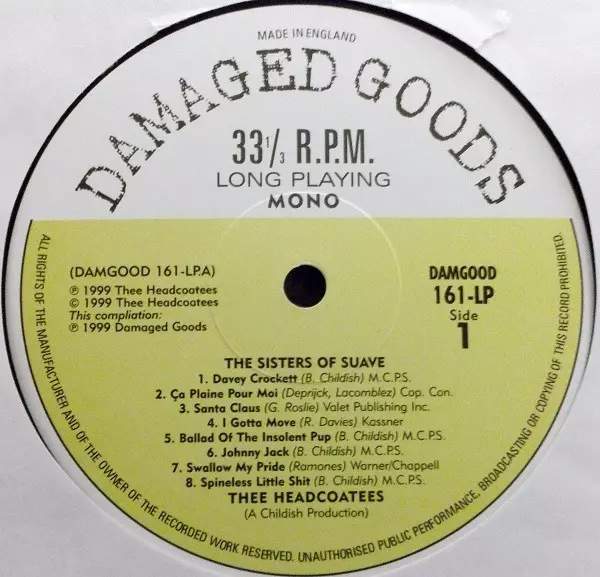 MADE IN ENGLAND
DAMAGED GOODS
33 1/3 R.P.M.
LONG PLAYING
MONO
(DAMGOOD 161-LP.A)
℗ 1999 Thee Headcoatees
© 1999 Thee Headcoatees
This compilation:
℗ 1999 Damaged Goods
DAMGOOD
161-LP
Side
1
THE SISTERS OF SUAVE
1. Davey Crockett (B. Childish) M.C.P.S.
2. Ça Plaine Pour Moi (Deprijck, Lacomblez) Cop. Con.
3. Santa Claus (G. Roslie) Valet Publishing Inc.
4. I Gotta Move (R. Davies) Kassner
5. Ballad Of The Insolent Pup (B. Childish) M.C.P.S.
6. Johnny Jack (B. Childish) M.C.P.S.
7. Swallow My Pride (Ramones) Warner/Chappell
8. Spineless Little Shit (B. Childish) M.C.P.S.
THEE HEADCOATEES
(A Childish Production)
ALL RIGHTS OF THE MANUFACTURER AND OF THE OWNER OF THE RECORDED WORK RESERVED. UNAUTHORISED PUBLIC PERFORMANCE, BROADCASTING OR COPYING OF THIS RECORD PROHIBITED.